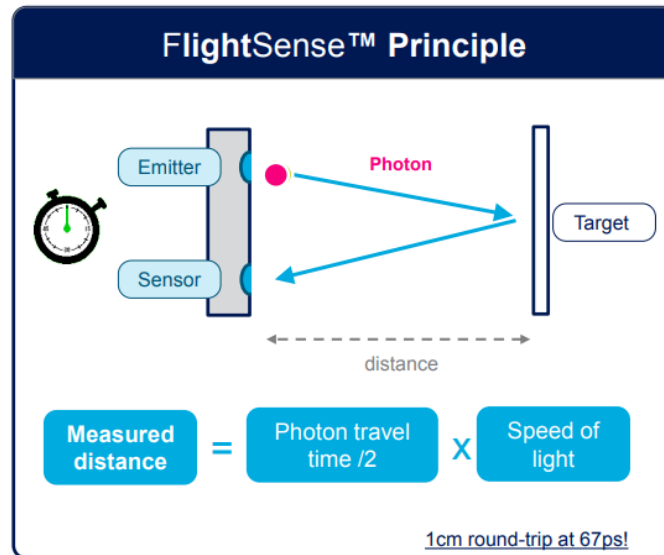 FlightSense™ Principle
Emitter
Photon
Target
Sensor
distance
Measured
distance
=
Photon travel
time /2
X
Speed of
light
1cm round-trip at 67ps!